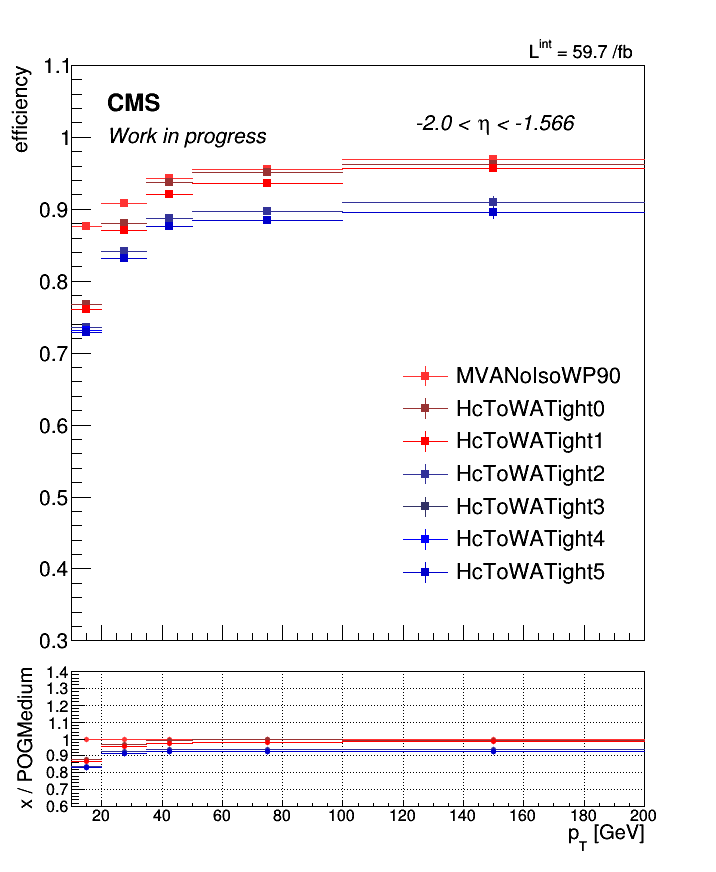 L^int = 59.7 /fb
efficiency
CMS
Work in progress
-2.0 < η < -1.566
1.1
1
0.9
0.8
0.7
0.6
0.5
0.4
0.3
MVANoIsoWP90
HcToWATight0
HcToWATight1
HcToWATight2
HcToWATight3
HcToWATight4
HcToWATight5
x / POGMedium
1.4
1.3
1.2
1.1
1
0.9
0.8
0.7
0.6
20 40 60 80 100 120 140 160 180 200
p_T [GeV]